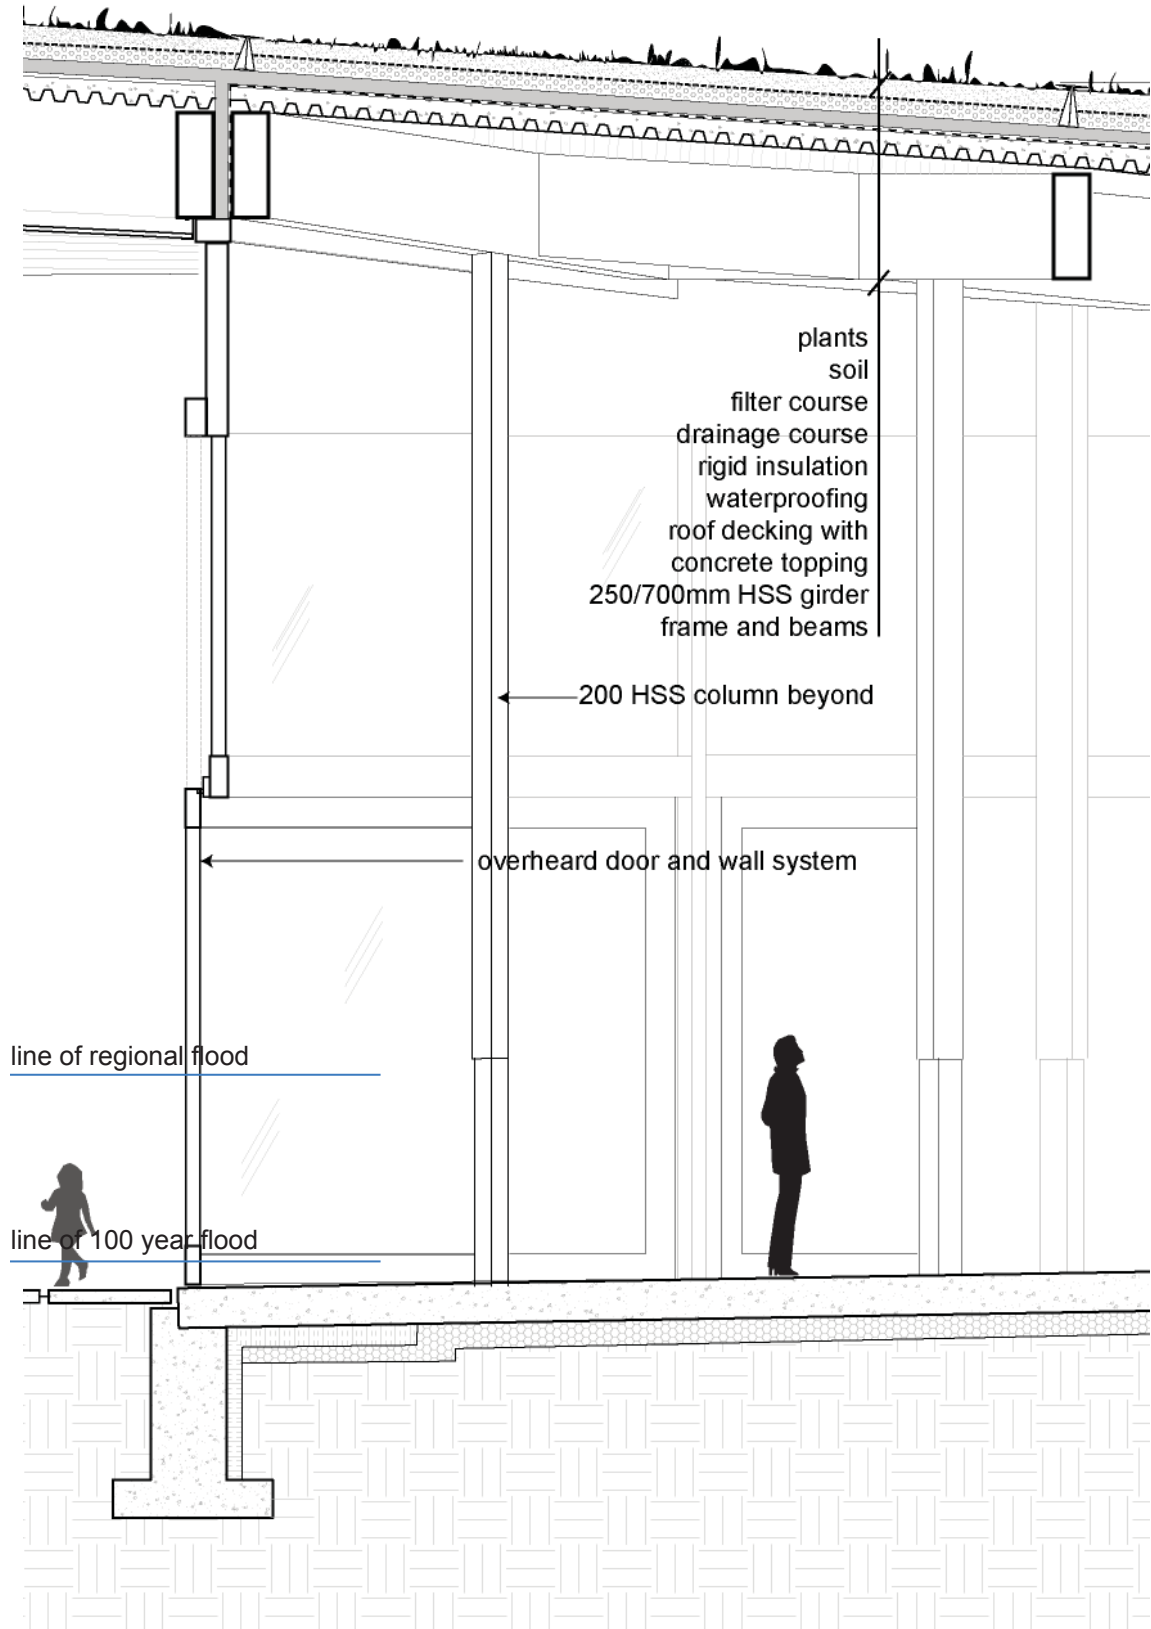 plants
soil
filter course
drainage course
rigid insulation
waterproofing
roof decking with
concrete topping
250/700mm HSS girder
frame and beams
200 HSS column beyond
overheard door and wall system
line of regional flood
line of 100 year flood